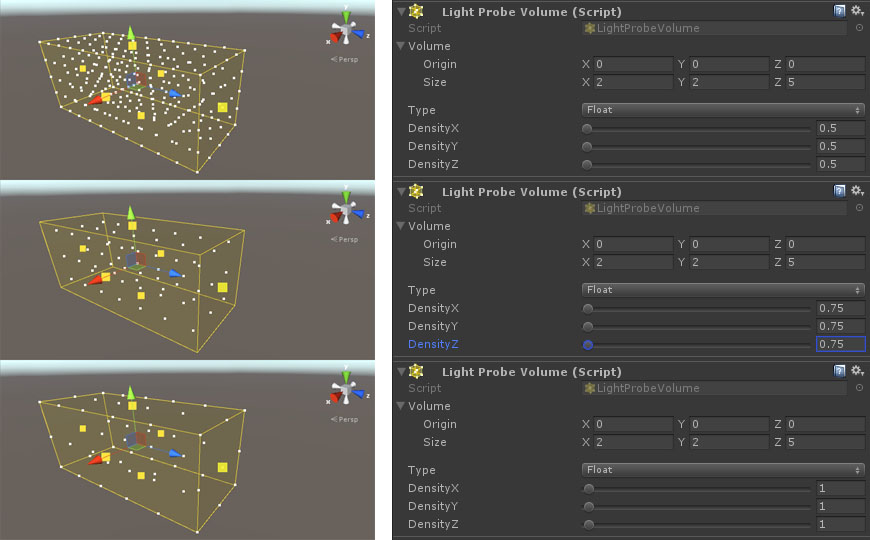 y
x
z
Persp
Light Probe Volume (Script)
Script LightProbeVolume
Volume
Origin X 0 Y 0 Z 0
Size X 2 Y 2 Z 5
Type Float
DensityX 0.5
DensityY 0.5
DensityZ 0.5
y
x
z
Persp
Light Probe Volume (Script)
Script LightProbeVolume
Volume
Origin X 0 Y 0 Z 0
Size X 2 Y 2 Z 5
Type Float
DensityX 0.75
DensityY 0.75
DensityZ 0.75
y
x
z
Persp
Light Probe Volume (Script)
Script LightProbeVolume
Volume
Origin X 0 Y 0 Z 0
Size X 2 Y 2 Z 5
Type Float
DensityX 1
DensityY 1
DensityZ 1